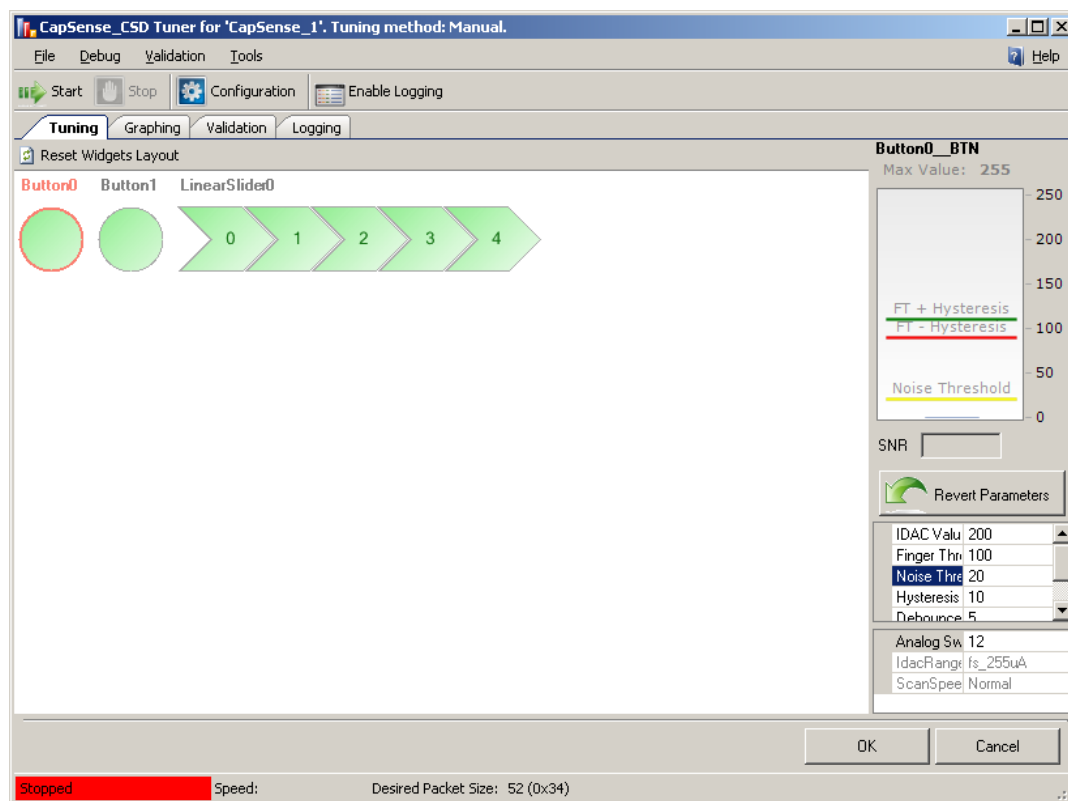 CapSense_CSD Tuner for 'CapSense_1'. Tuning method: Manual.
File Debug Validation Tools Help
Start Stop Configuration Enable Logging
Tuning Graphing Validation Logging
Reset Widgets Layout
Button0 Button1 LinearSlider0
0 1 2 3 4
Button0__BTN
Max Value: 255
250
200
150
FT + Hysteresis
FT - Hysteresis
100
50
Noise Threshold
0
SNR
Revert Parameters
IDAC Valu 200
Finger Thr 100
Noise Thre 20
Hysteresis 10
Debounce 5
Analog Sw 12
IdacRange fs_255uA
ScanSpee Normal
OK Cancel
Stopped Speed: Desired Packet Size: 52 (0x34)